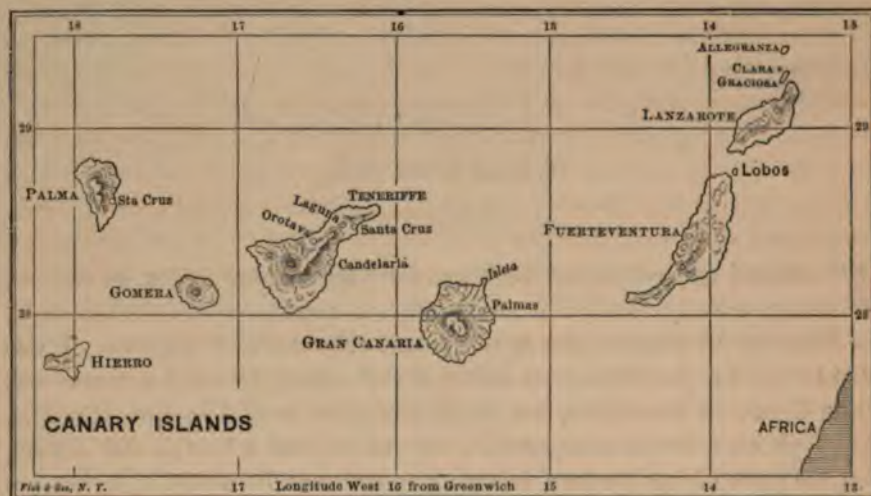 18 17 16 15 14 13
ALLEGRANZA
CLARA
GRACIOSA
LANZAROTE
29 29
LOBOS
PALMA Sta Cruz
TENERIFFE
Laguna
Orotava
Santa Cruz
FUERTEVENTURA
Candelaria
Isleta
GOMERA
Palmas
28 28
GRAN CANARIA
HIERRO
CANARY ISLANDS
AFRICA
Fisk & See, N. Y. 17 Longitude West 16 from Greenwich 15 14 13